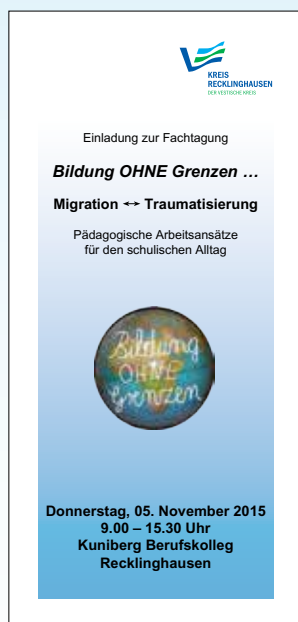 KREIS
RECKLINGHAUSEN
DER VESTISCHE KREIS
Einladung zur Fachtagung
Bildung OHNE Grenzen ...
Migration ↔ Traumatisierung
Pädagogische Arbeitsansätze
für den schulischen Alltag
Bildung
OHNE
Grenzen
Donnerstag, 05. November 2015
9.00 – 15.30 Uhr
Kuniberg Berufskolleg
Recklinghausen